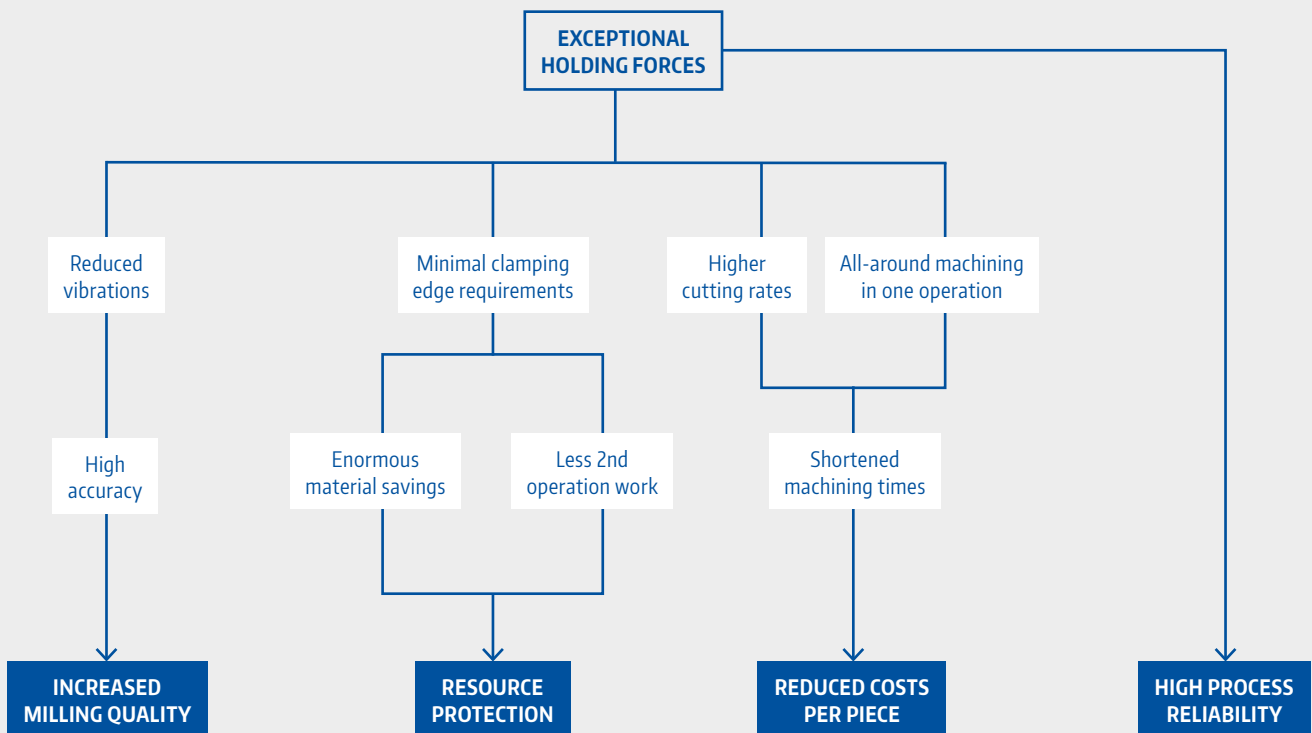 EXCEPTIONAL
HOLDING FORCES
Reduced
vibrations
Minimal clamping
edge requirements
Higher
cutting rates
All-around machining
in one operation
High
accuracy
Enormous
material savings
Less 2nd
operation work
Shortened
machining times
INCREASED
MILLING QUALITY
RESOURCE
PROTECTION
REDUCED COSTS
PER PIECE
HIGH PROCESS
RELIABILITY